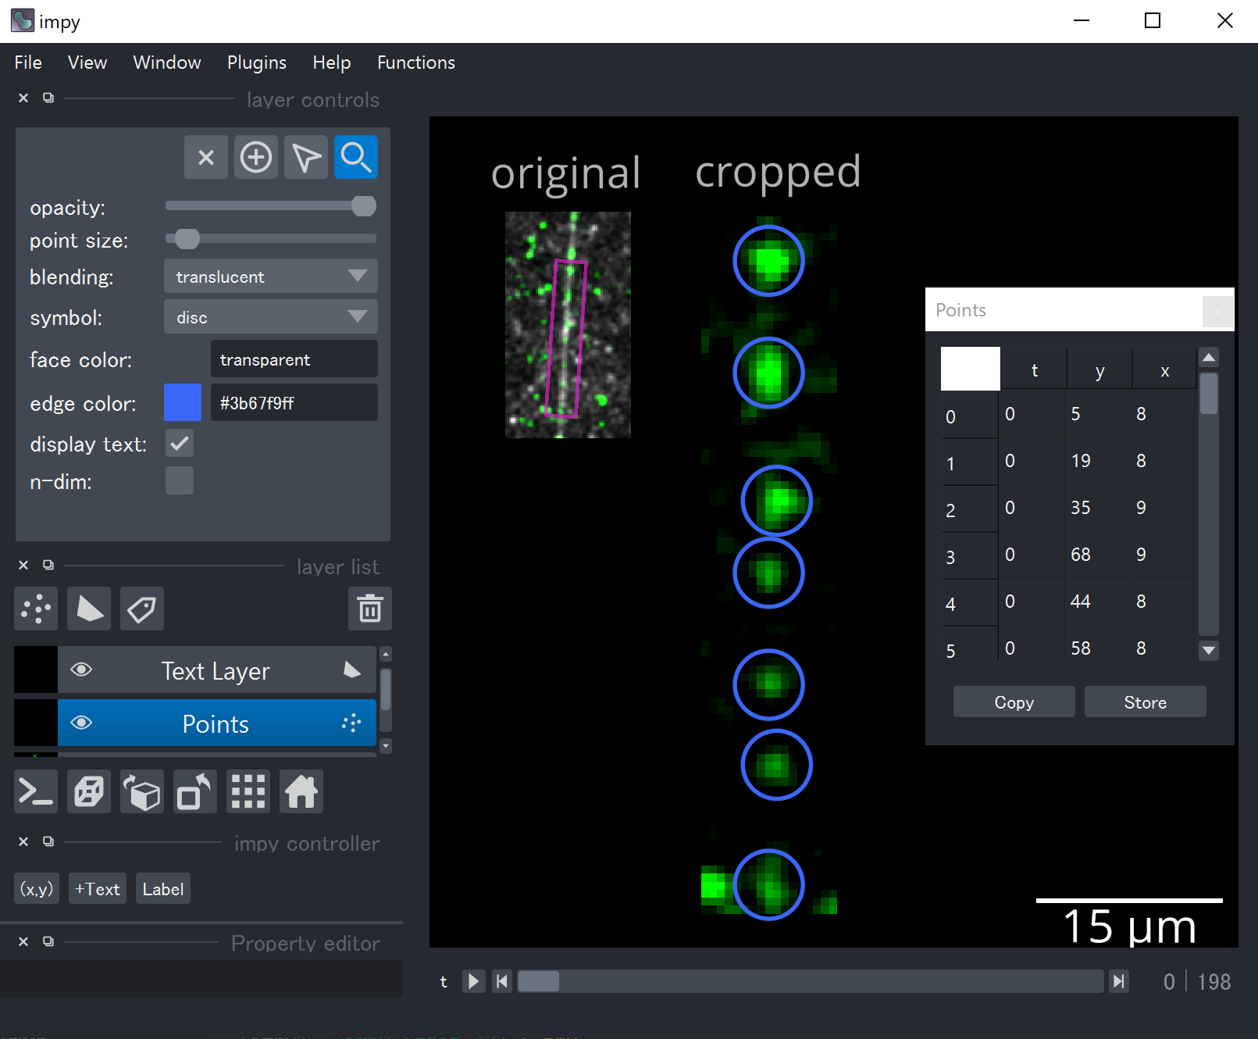 impy
File View Window Plugins Help Functions
layer controls
opacity:
point size:
blending: translucent
symbol: disc
face color: transparent
edge color: #3b67f9ff
display text:
n-dim:
layer list
Text Layer
Points
impy controller
(x,y) +Text Label
Property editor
original cropped
15 μm
Points
t y x
0 0 5 8
1 0 19 8
2 0 35 9
3 0 68 9
4 0 44 8
5 0 58 8
Copy Store
t 0 198